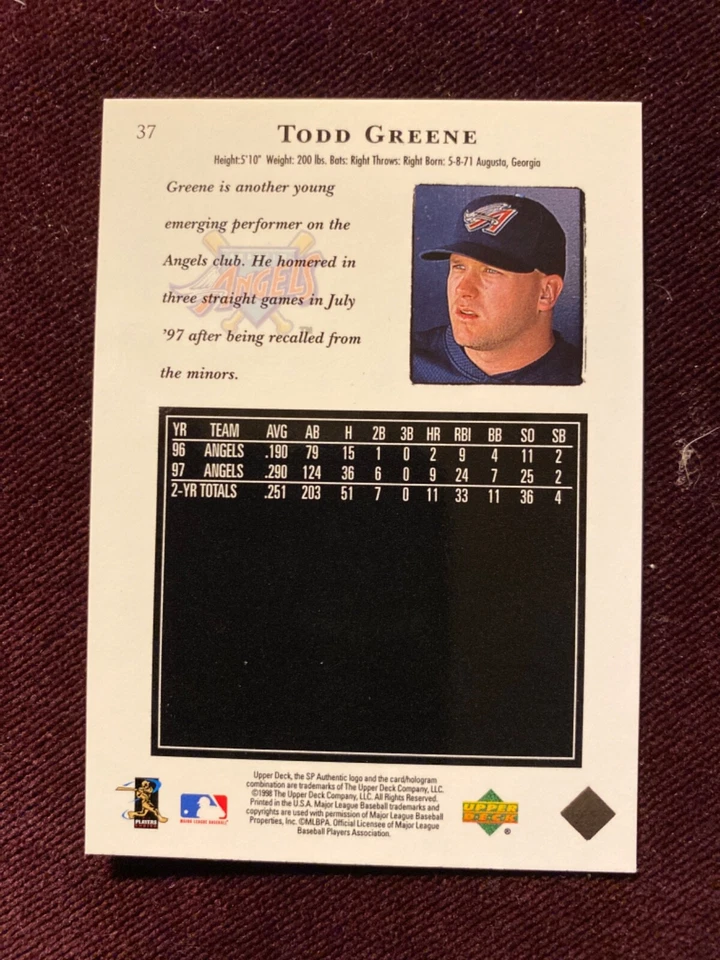 37
TODD GREENE
Height:5'10" Weight: 200 lbs. Bats: Right Throws: Right Born: 5-8-71 Augusta, Georgia
Greene is another young
emerging performer on the
Angels club. He homered in
three straight games in July
'97 after being recalled from
the minors.
ANGELS
TM
A
YR TEAM AVG AB H 2B 3B HR RBI BB SO SB
96 ANGELS .190 79 15 1 0 2 9 4 11 2
97 ANGELS .290 124 36 6 0 9 24 7 25 2
2-YR TOTALS .251 203 51 7 0 11 33 11 36 4
Upper Deck, the SP Authentic logo and the card/hologram
combination are trademarks of The Upper Deck Company, LLC.
©1998 The Upper Deck Company, LLC. All Rights Reserved.
Printed in the U.S.A. Major League Baseball trademarks and
copyrights are used with permission of Major League Baseball
Properties, Inc. ©MLBPA. Official Licensee of Major League
Baseball Players Association.
PLAYERS
CHOICE
MAJOR LEAGUE BASEBALL
UPPER
DECK
®